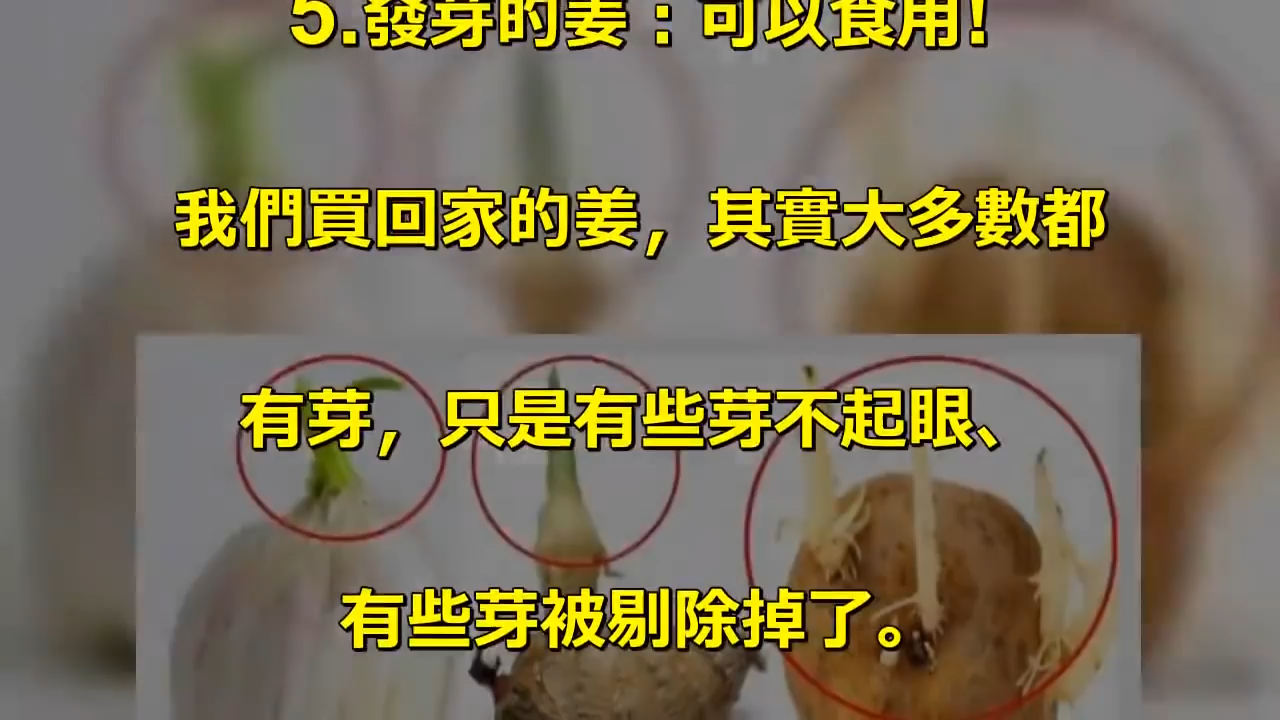 5.發芽的姜：可以食用!
我們買回家的姜，其實大多數都
有芽，只是有些芽不起眼、
有些芽被剔除掉了。